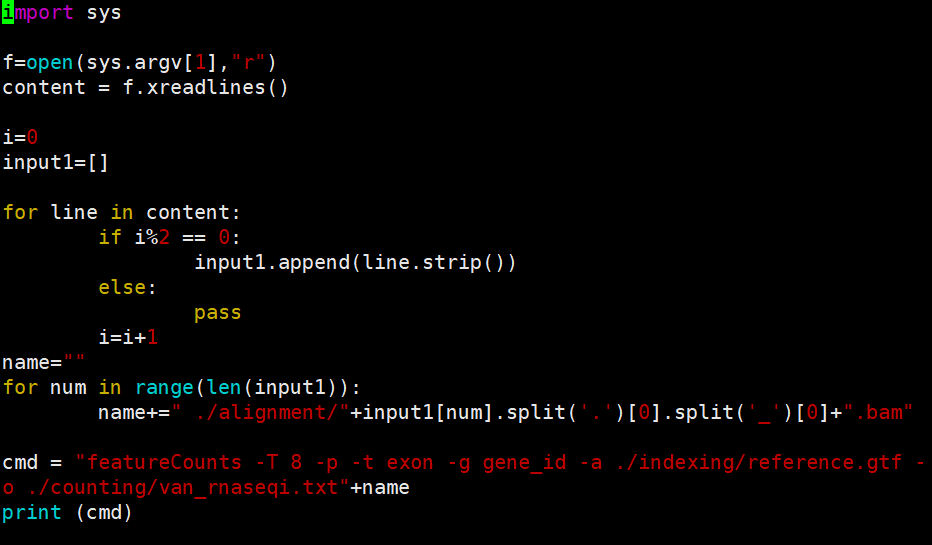 import sys

f=open(sys.argv[1],"r")
content = f.xreadlines()

i=0
input1=[]

for line in content:
        if i%2 == 0:
                input1.append(line.strip())
        else:
                pass
        i=i+1
name=""
for num in range(len(input1)):
        name+=" ./alignment/"+input1[num].split('.')[0].split('_')[0]+".bam"

cmd = "featureCounts -T 8 -p -t exon -g gene_id -a ./indexing/reference.gtf -
o ./counting/van_rnaseqi.txt"+name
print (cmd)